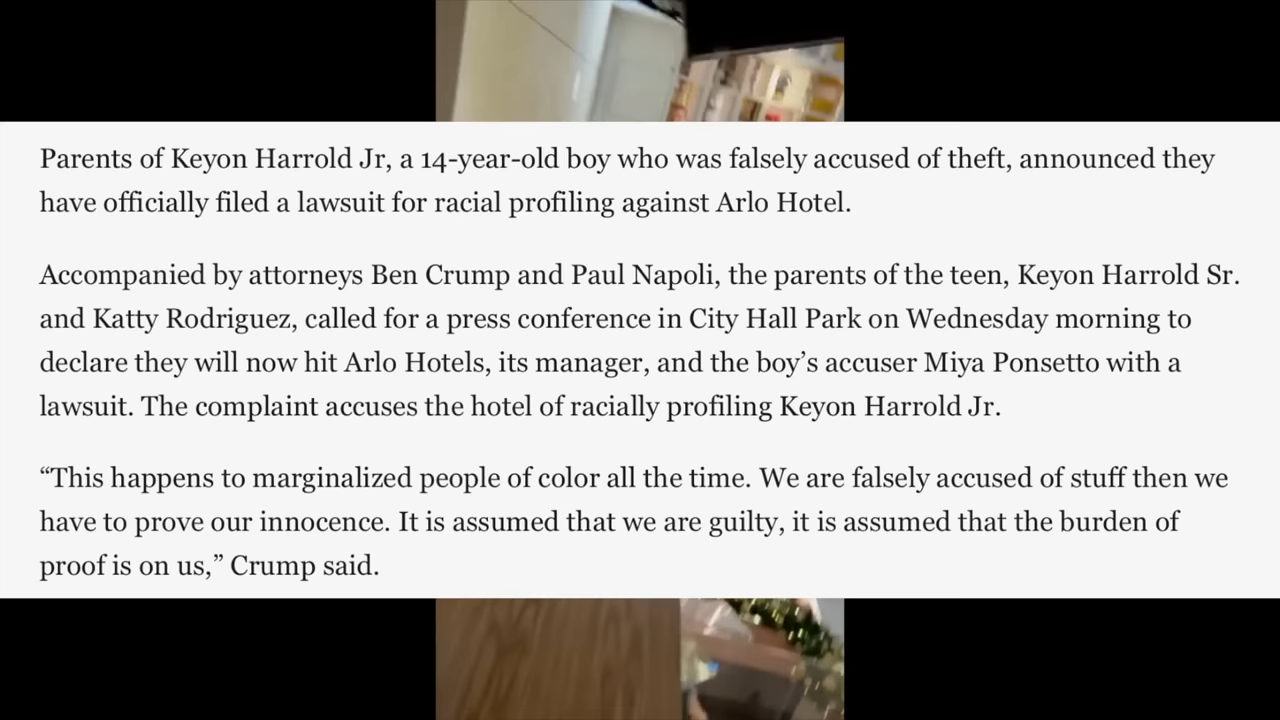 Parents of Keyon Harrold Jr, a 14-year-old boy who was falsely accused of theft, announced they
have officially filed a lawsuit for racial profiling against Arlo Hotel.
Accompanied by attorneys Ben Crump and Paul Napoli, the parents of the teen, Keyon Harrold Sr.
and Katty Rodriguez, called for a press conference in City Hall Park on Wednesday morning to
declare they will now hit Arlo Hotels, its manager, and the boy’s accuser Miya Ponsetto with a
lawsuit. The complaint accuses the hotel of racially profiling Keyon Harrold Jr.
“This happens to marginalized people of color all the time. We are falsely accused of stuff then we
have to prove our innocence. It is assumed that we are guilty, it is assumed that the burden of
proof is on us,” Crump said.